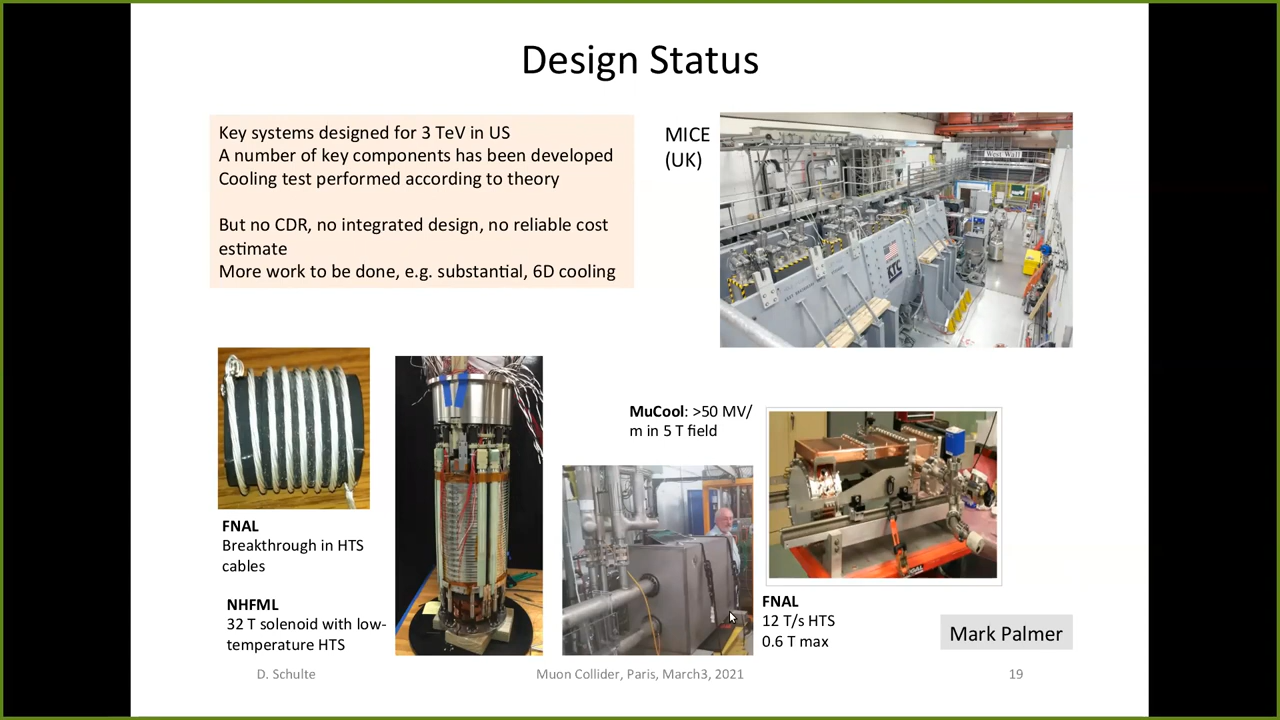 Design Status
Key systems designed for 3 TeV in US
A number of key components has been developed
Cooling test performed according to theory
But no CDR, no integrated design, no reliable cost
estimate
More work to be done, e.g. substantial, 6D cooling
MICE
(UK)
West Wall
KTC
MuCool: >50 MV/
m in 5 T field
FNAL
Breakthrough in HTS
cables
NHFML
32 T solenoid with low-
temperature HTS
FNAL
12 T/s HTS
0.6 T max
Mark Palmer
D. Schulte
Muon Collider, Paris, March3, 2021
19